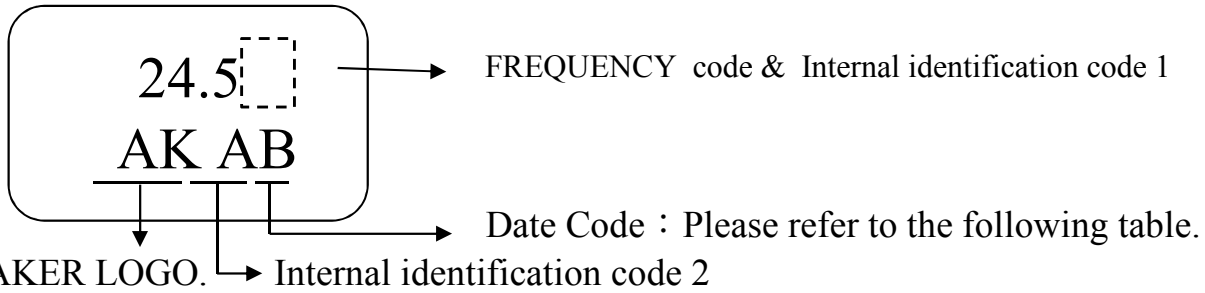 24.5
FREQUENCY code & Internal identification code 1
AK AB
Date Code：Please refer to the following table.
AKER LOGO.
Internal identification code 2